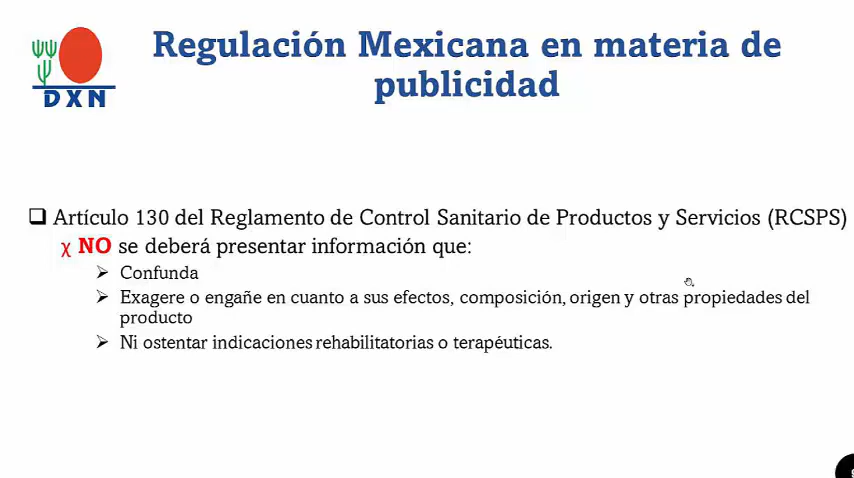 Regulación Mexicana en materia de
publicidad
DXN
Artículo 130 del Reglamento de Control Sanitario de Productos y Servicios (RCSPS)
χ NO se deberá presentar información que:
Confunda
Exagere o engañe en cuanto a sus efectos, composición, origen y otras propiedades del
producto
Ni ostentar indicaciones rehabilitatorias o terapéuticas.